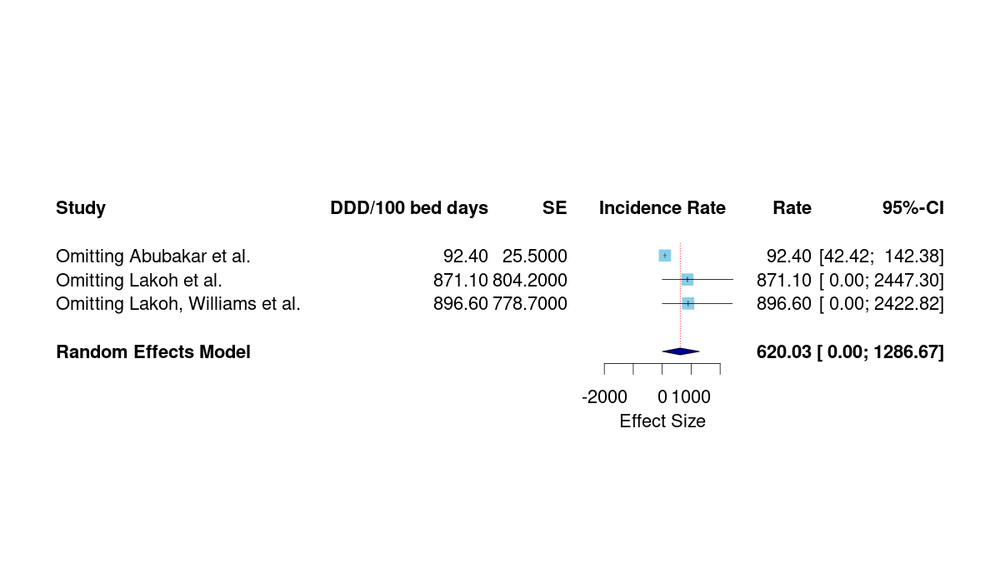 Study DDD/100 bed days SE Incidence Rate Rate 95%-CI
Omitting Abubakar et al. 92.40 25.5000 92.40 [42.42; 142.38]
Omitting Lakoh et al. 871.10 804.2000 871.10 [ 0.00; 2447.30]
Omitting Lakoh, Williams et al. 896.60 778.7000 896.60 [ 0.00; 2422.82]
Random Effects Model 620.03 [ 0.00; 1286.67]
-2000 0 1000
Effect Size